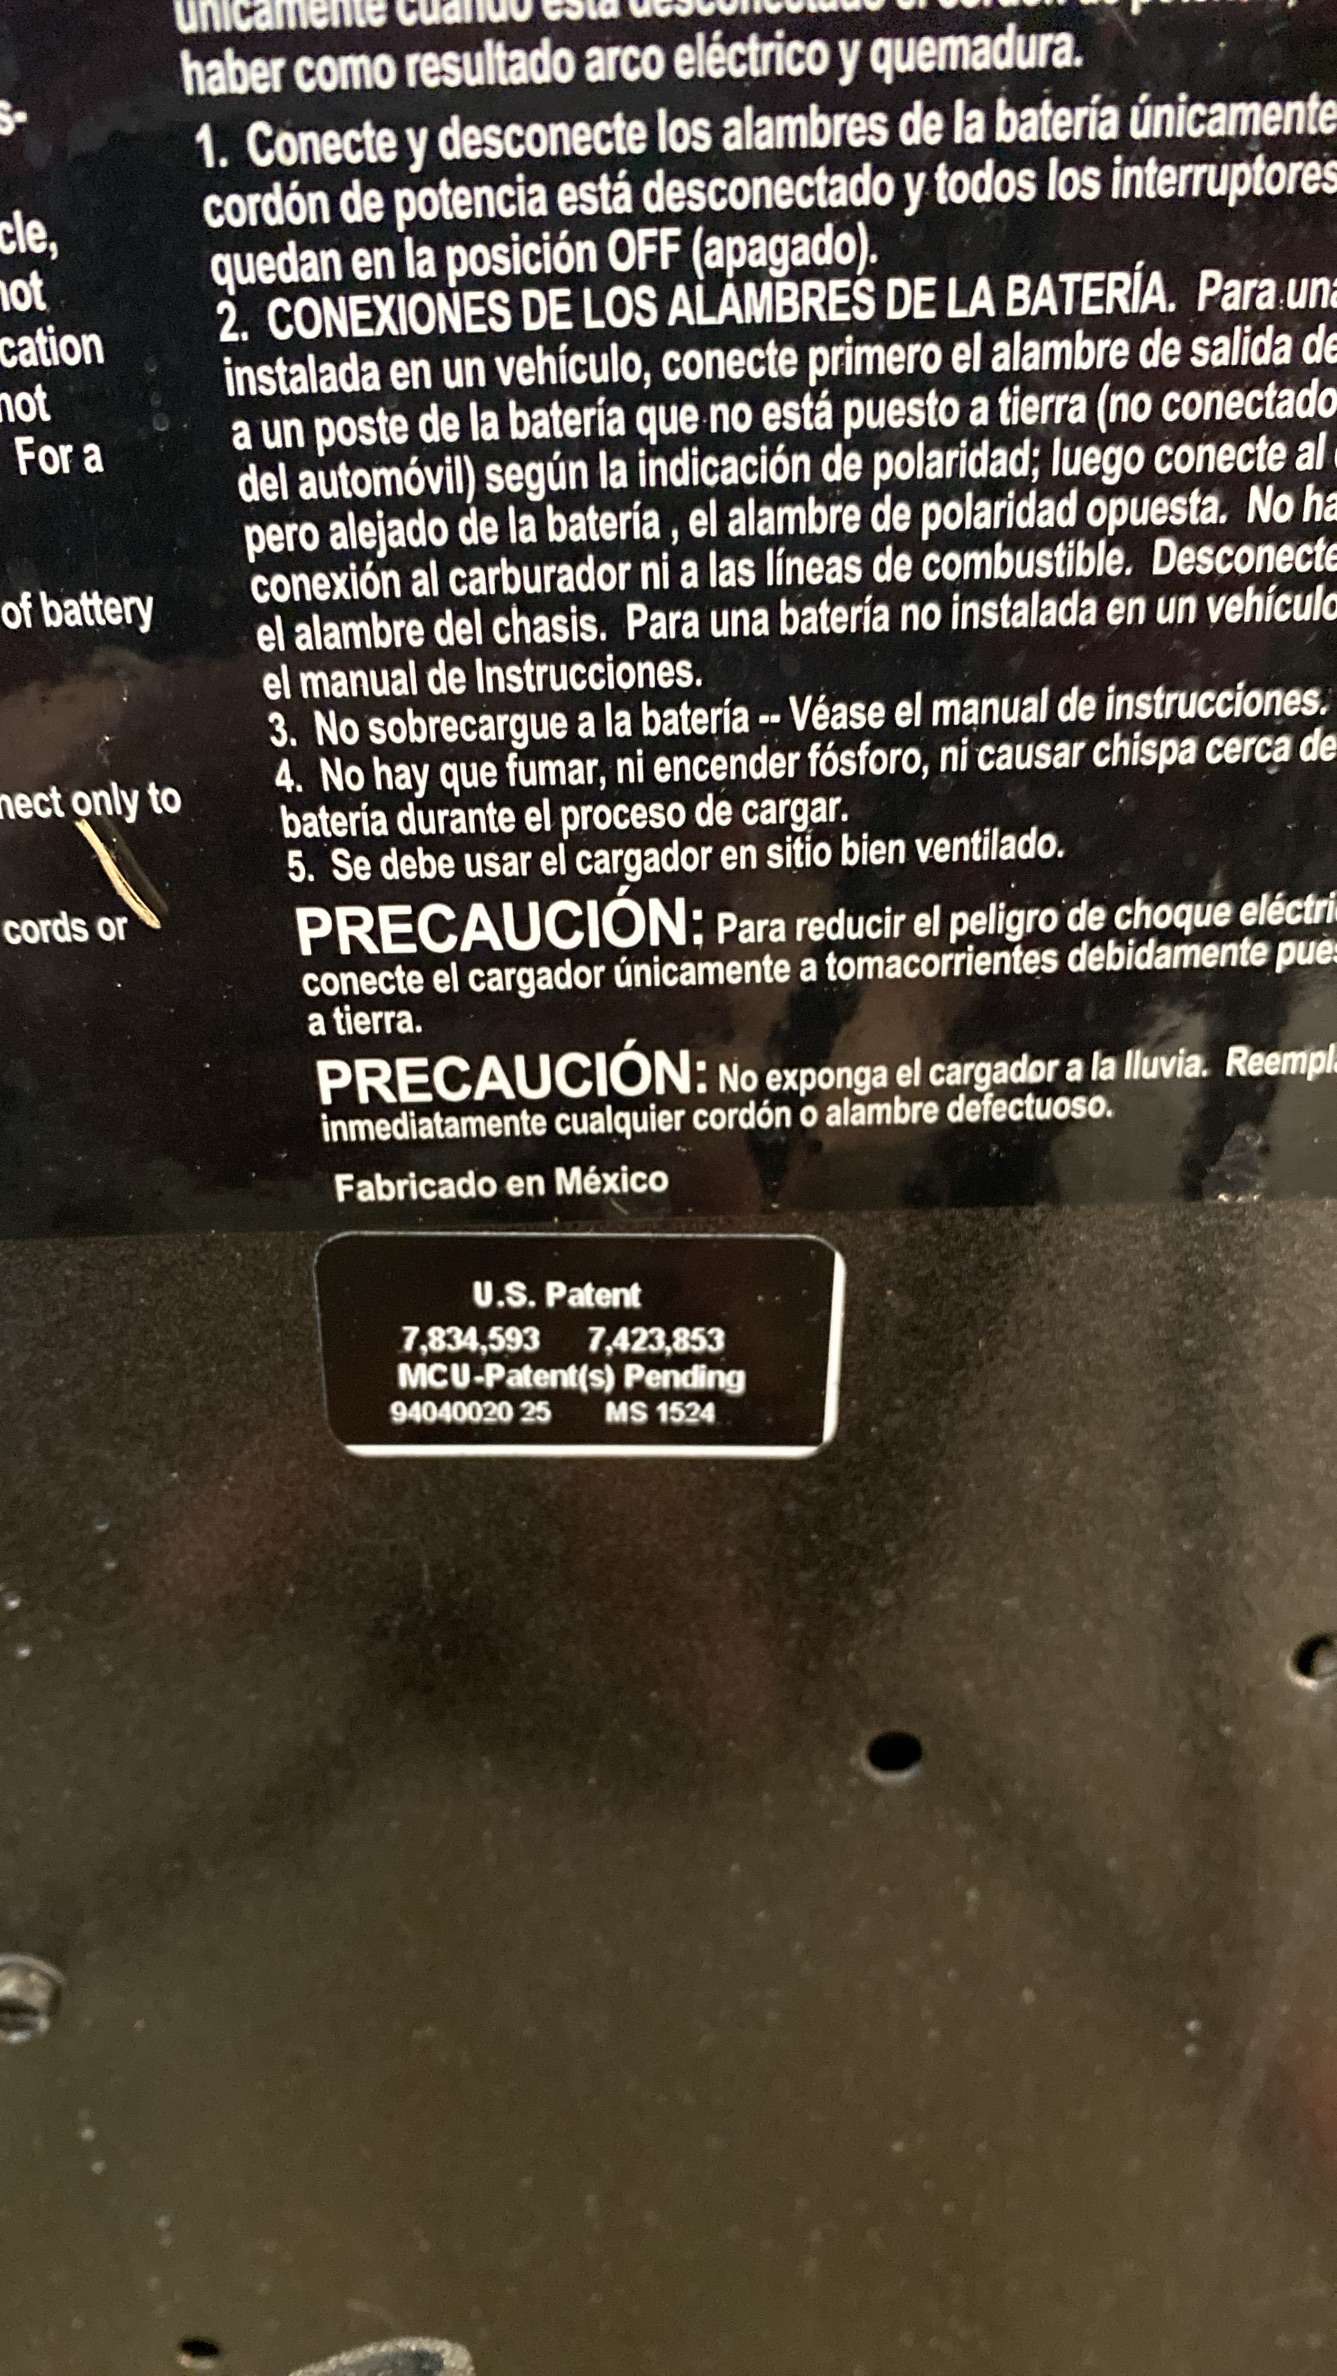 haber como resultado arco eléctrico y quemadura.
1. Conecte y desconecte los alambres de la batería únicamente
cordón de potencia está desconectado y todos los interruptores
quedan en la posición OFF (apagado).
2. CONEXIONES DE LOS ALAMBRES DE LA BATERÍA. Para una
instalada en un vehículo, conecte primero el alambre de salida de
a un poste de la batería que no está puesto a tierra (no conectado
del automóvil) según la indicación de polaridad; luego conecte al
pero alejado de la batería , el alambre de polaridad opuesta. No ha
conexión al carburador ni a las líneas de combustible. Desconecte
el alambre del chasis. Para una batería no instalada en un vehículo
el manual de Instrucciones.
3. No sobrecargue a la batería -- Véase el manual de instrucciones.
4. No hay que fumar, ni encender fósforo, ni causar chispa cerca de
batería durante el proceso de cargar.
5. Se debe usar el cargador en sitio bien ventilado.
PRECAUCIÓN: Para reducir el peligro de choque eléctri
conecte el cargador únicamente a tomacorrientes debidamente pues
a tierra.
PRECAUCIÓN: No exponga el cargador a la lluvia. Reempla
inmediatamente cualquier cordón o alambre defectuoso.
Fabricado en México
s-
cle,
not
cation
not
For a
of battery
nect only to
cords or
U.S. Patent
7,834,593 7,423,853
MCU-Patent(s) Pending
94040020 25 MS 1524